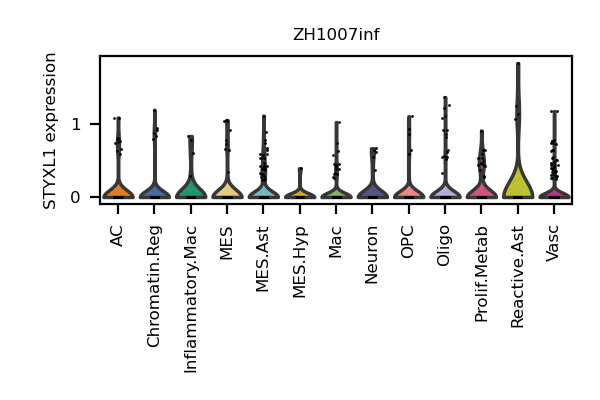 ZH1007inf
STYXL1 expression
1
0
AC
Chromatin.Reg
Inflammatory.Mac
MES
MES.Ast
MES.Hyp
Mac
Neuron
OPC
Oligo
Prolif.Metab
Reactive.Ast
Vasc